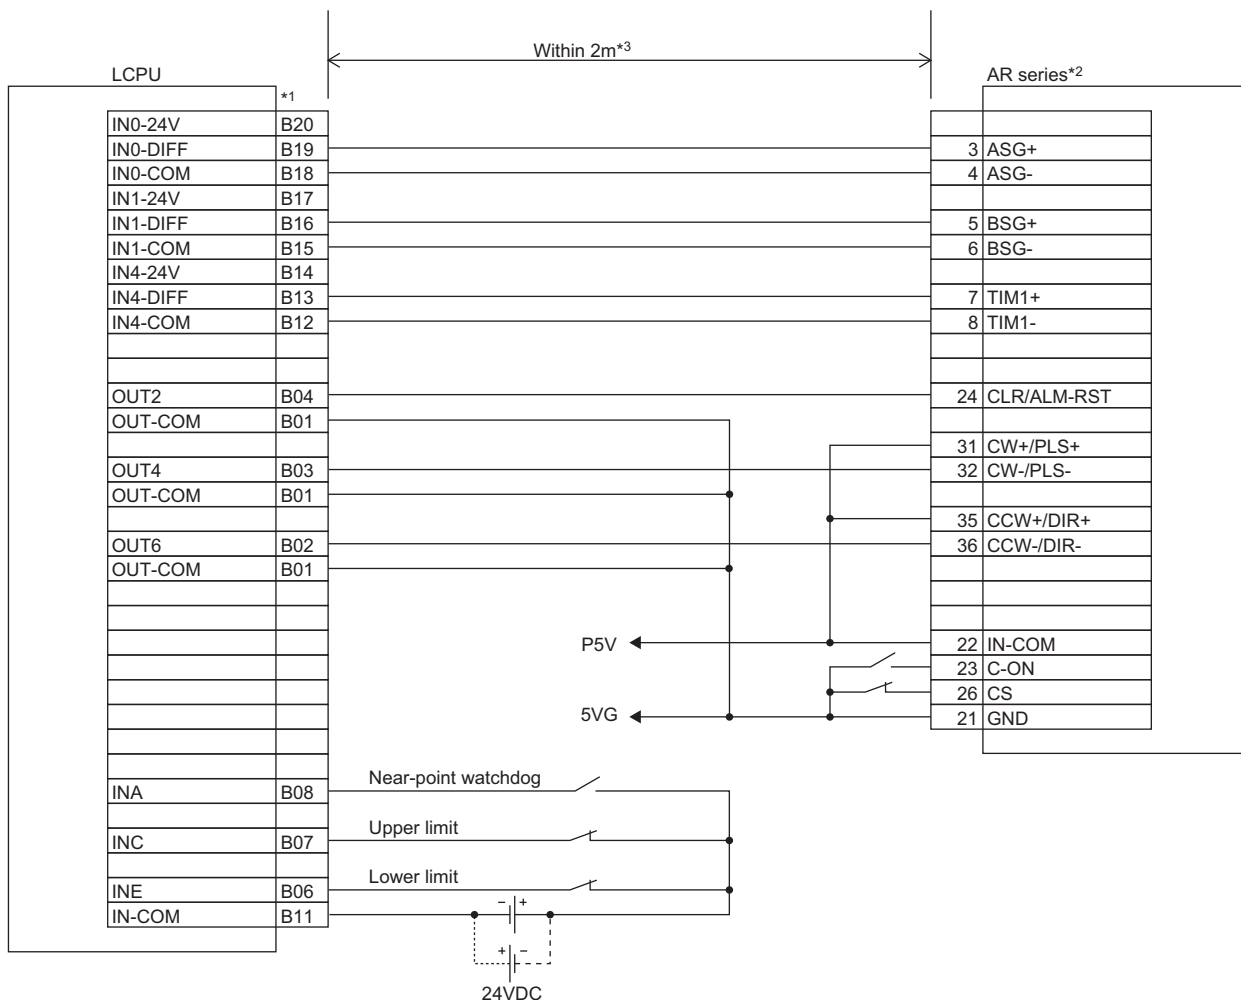 Within 2m*3
LCPU
AR series*2
*1
IN0-24V B20
IN0-DIFF B19 3 ASG+
IN0-COM B18 4 ASG-
IN1-24V B17
IN1-DIFF B16 5 BSG+
IN1-COM B15 6 BSG-
IN4-24V B14
IN4-DIFF B13 7 TIM1+
IN4-COM B12 8 TIM1-
OUT2 B04 24 CLR/ALM-RST
OUT-COM B01
31 CW+/PLS+
OUT4 B03 32 CW-/PLS-
OUT-COM B01
35 CCW+/DIR+
OUT6 B02 36 CCW-/DIR-
OUT-COM B01
P5V 22 IN-COM
23 C-ON
26 CS
5VG 21 GND
Near-point watchdog
INA B08
Upper limit
INC B07
Lower limit
INE B06
- +
IN-COM B11
+ -
24VDC